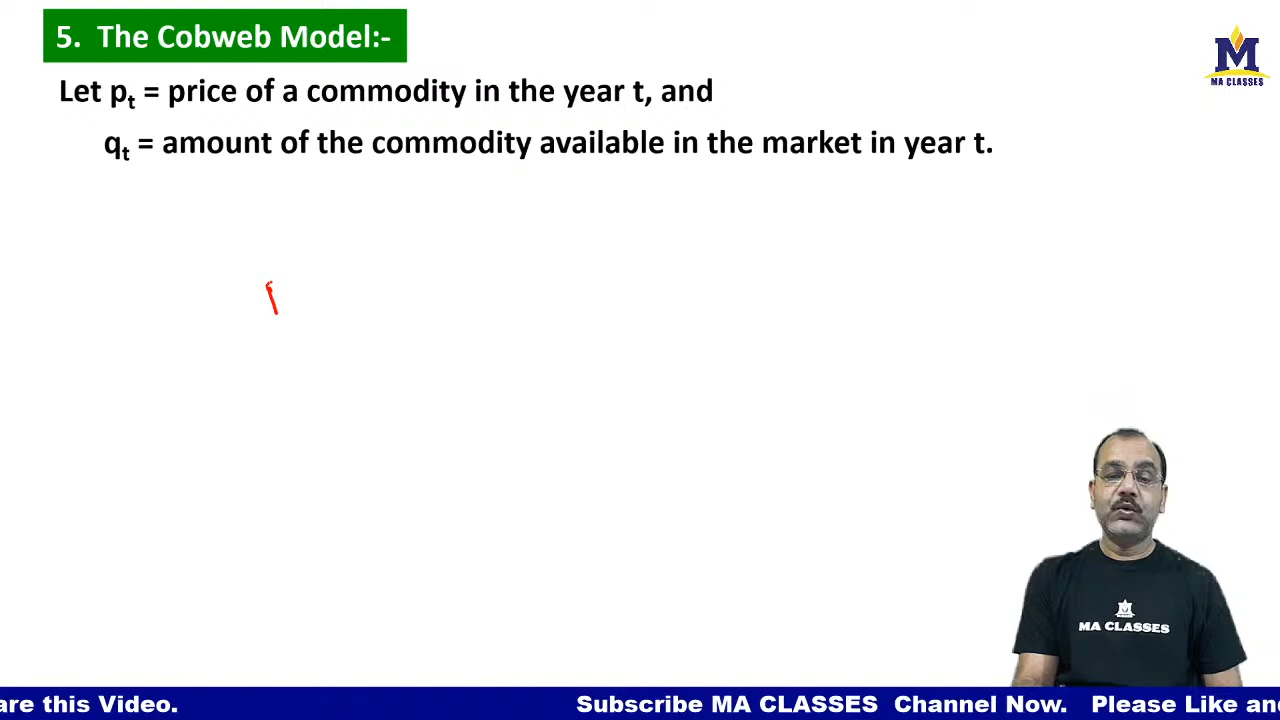 5. The Cobweb Model:-
Let pt = price of a commodity in the year t, and
qt = amount of the commodity available in the market in year t.
M
MA CLASSES
MA CLASSES
are this Video. Subscribe MA CLASSES Channel Now. Please Like and